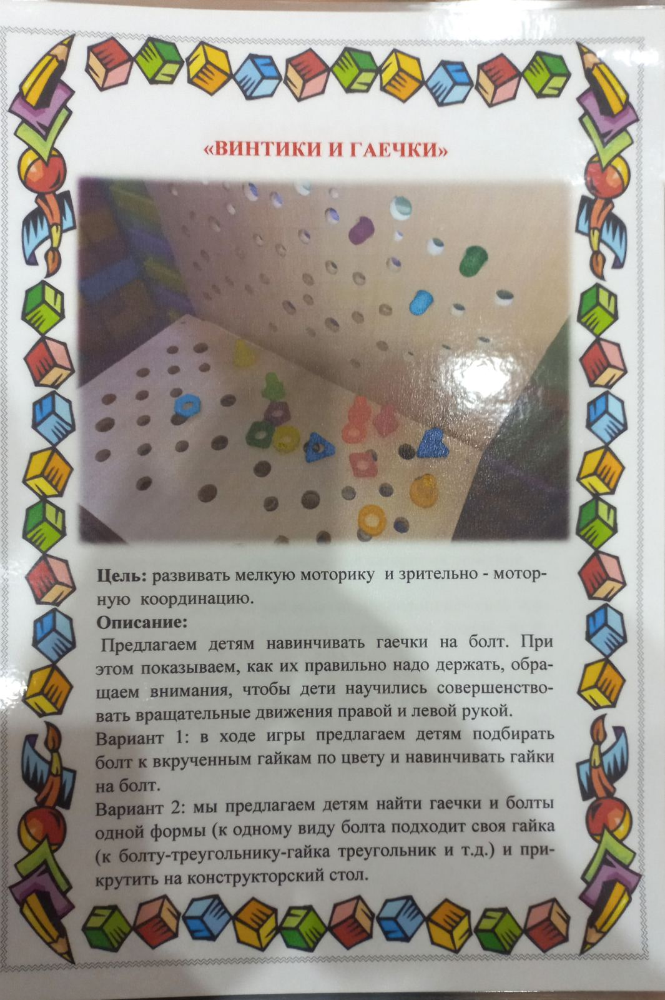 «ВИНТИКИ И ГАЕЧКИ»
Цель: развивать мелкую моторику и зрительно - мотор-
ную координацию.
Описание:
Предлагаем детям навинчивать гаечки на болт. При
этом показываем, как их правильно надо держать, обра-
щаем внимания, чтобы дети научились совершенство-
вать вращательные движения правой и левой рукой.
Вариант 1: в ходе игры предлагаем детям подбирать
болт к вкрученным гайкам по цвету и навинчивать гайки
на болт.
Вариант 2: мы предлагаем детям найти гаечки и болты
одной формы (к одному виду болта подходит своя гайка
(к болту-треугольнику-гайка треугольник и т.д.) и при-
крутить на конструкторский стол.